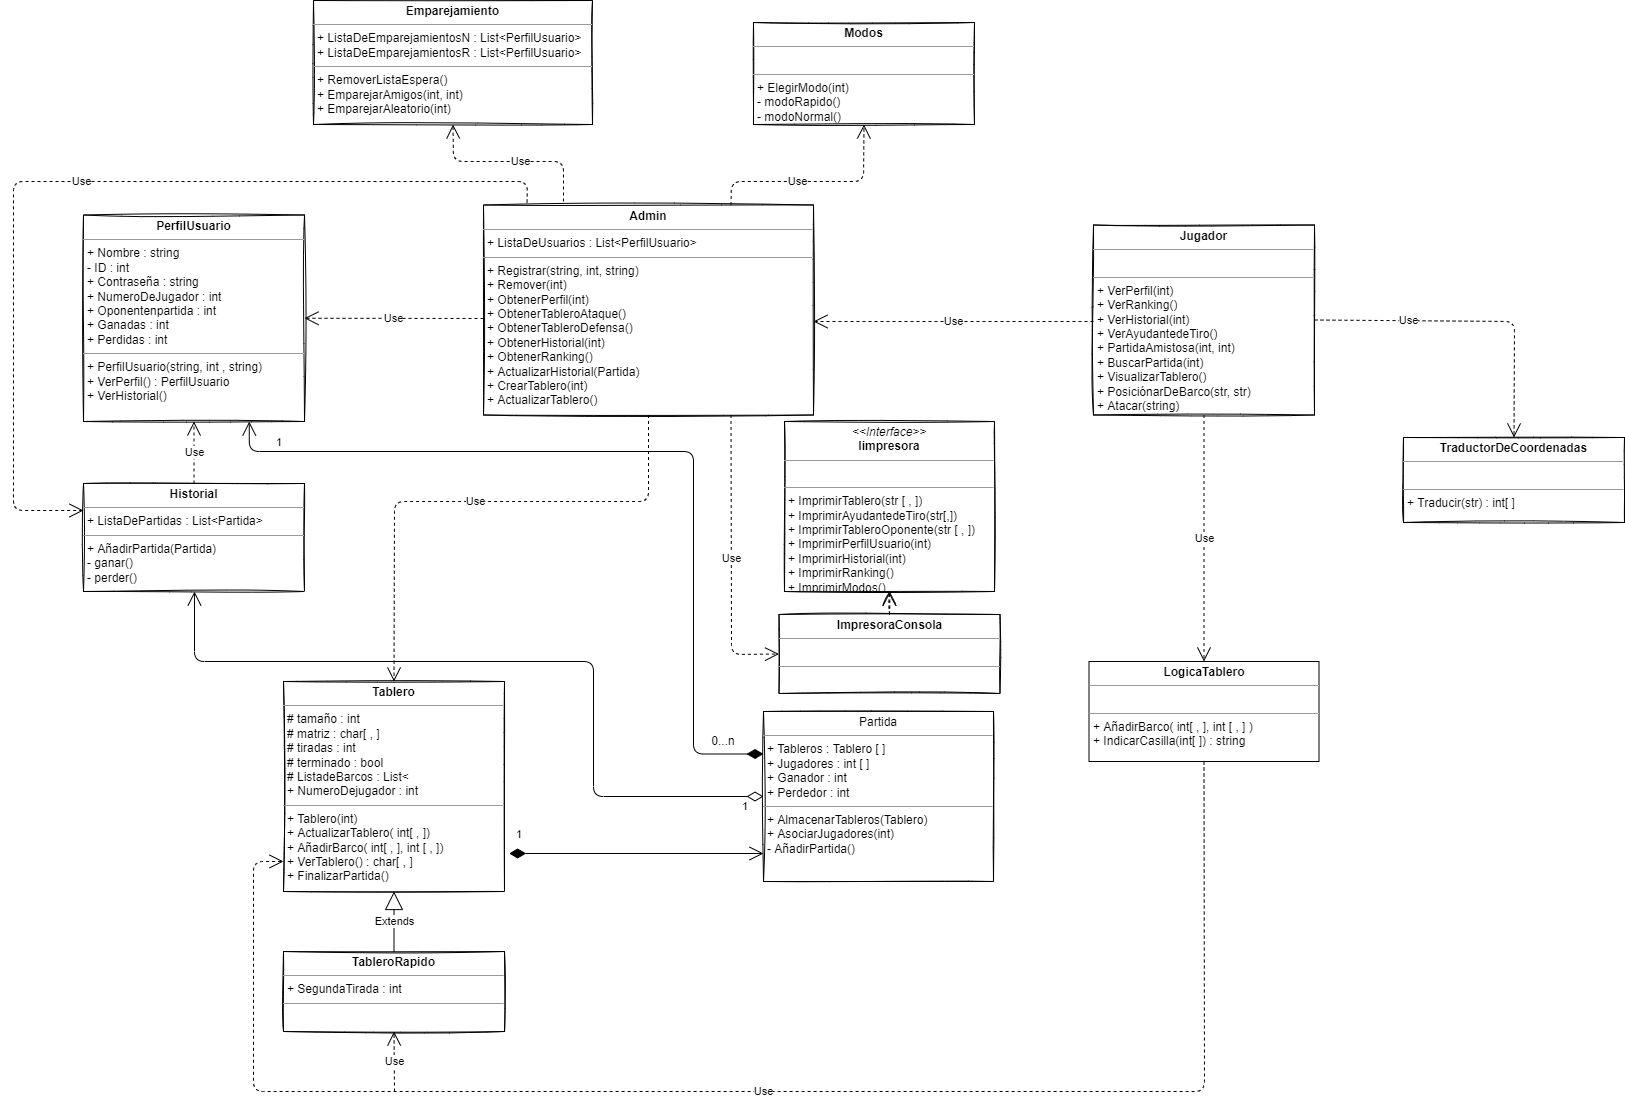 Emparejamiento
+ ListaDeEmparejamientosN : List<PerfilUsuario>
+ ListaDeEmparejamientosR : List<PerfilUsuario>
+ RemoverListaEspera()
+ EmparejarAmigos(int, int)
+ EmparejarAleatorio(int)
Modos
+ ElegirModo(int)
- modoRapido()
- modoNormal()
Use
Use
Use
PerfilUsuario
+ Nombre : string
- ID : int
+ Contraseña : string
+ NumeroDeJugador : int
+ Oponentenpartida : int
+ Ganadas : int
+ Perdidas : int
+ PerfilUsuario(string, int , string)
+ VerPerfil() : PerfilUsuario
+ VerHistorial()
Use
Admin
+ ListaDeUsuarios : List<PerfilUsuario>
+ Registrar(string, int, string)
+ Remover(int)
+ ObtenerPerfil(int)
+ ObtenerTableroAtaque()
+ ObtenerTableroDefensa()
+ ObtenerHistorial(int)
+ ObtenerRanking()
+ ActualizarHistorial(Partida)
+ CrearTablero(int)
+ ActualizarTablero()
Use
Jugador
+ VerPerfil(int)
+ VerRanking()
+ VerHistorial(int)
+ VerAyudantedeTiro()
+ PartidaAmistosa(int, int)
+ BuscarPartida(int)
+ VisualizarTablero()
+ PosiciónarDeBarco(str, str)
+ Atacar(string)
Use
TraductorDeCoordenadas
+ Traducir(str) : int[ ]
Use
1
Historial
+ ListaDePartidas : List<Partida>
+ AñadirPartida(Partida)
- ganar()
- perder()
Use
Use
<<Interface>>
Iimpresora
+ ImprimirTablero(str [ , ])
+ ImprimirAyudantedeTiro(str[,])
+ ImprimirTableroOponente(str [ , ])
+ ImprimirPerfilUsuario(int)
+ ImprimirHistorial(int)
+ ImprimirRanking()
+ ImprimirModos()
ImpresoraConsola
Use
LogicaTablero
+ AñadirBarco( int[ , ], int [ , ] )
+ IndicarCasilla(int[ ]) : string
Tablero
# tamaño : int
# matriz : char[ , ]
# tiradas : int
# terminado : bool
# ListadeBarcos : List<
+ NumeroDejugador : int
+ Tablero(int)
+ ActualizarTablero( int[ , ])
+ AñadirBarco( int[ , ], int [ , ])
+ VerTablero() : char[ , ]
+ FinalizarPartida()
0...n
1
1
Partida
+ Tableros : Tablero [ ]
+ Jugadores : int [ ]
+ Ganador : int
+ Perdedor : int
+ AlmacenarTableros(Tablero)
+ AsociarJugadores(int)
- AñadirPartida()
Extends
TableroRapido
+ SegundaTirada : int
Use
Use